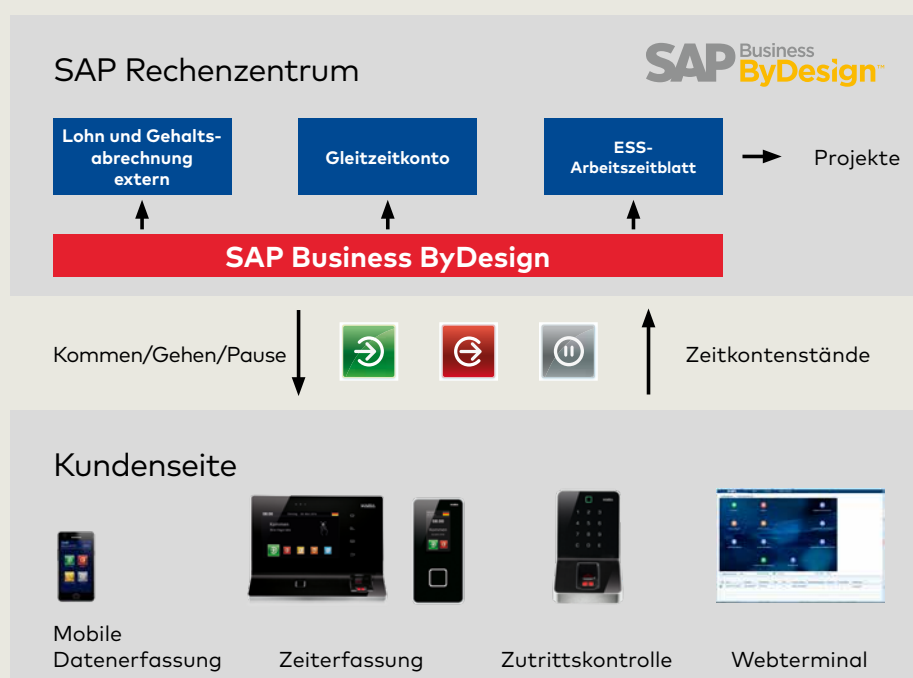 SAP Rechenzentrum
SAP Business
ByDesign™
Lohn und Gehalts-
abrechnung
extern
Gleitzeitkonto
ESS-
Arbeitszeitblatt
Projekte
SAP Business ByDesign
Kommen/Gehen/Pause
Zeitkontenstände
Kundenseite
Mobile
Datenerfassung
Zeiterfassung
Zutrittskontrolle
Webterminal